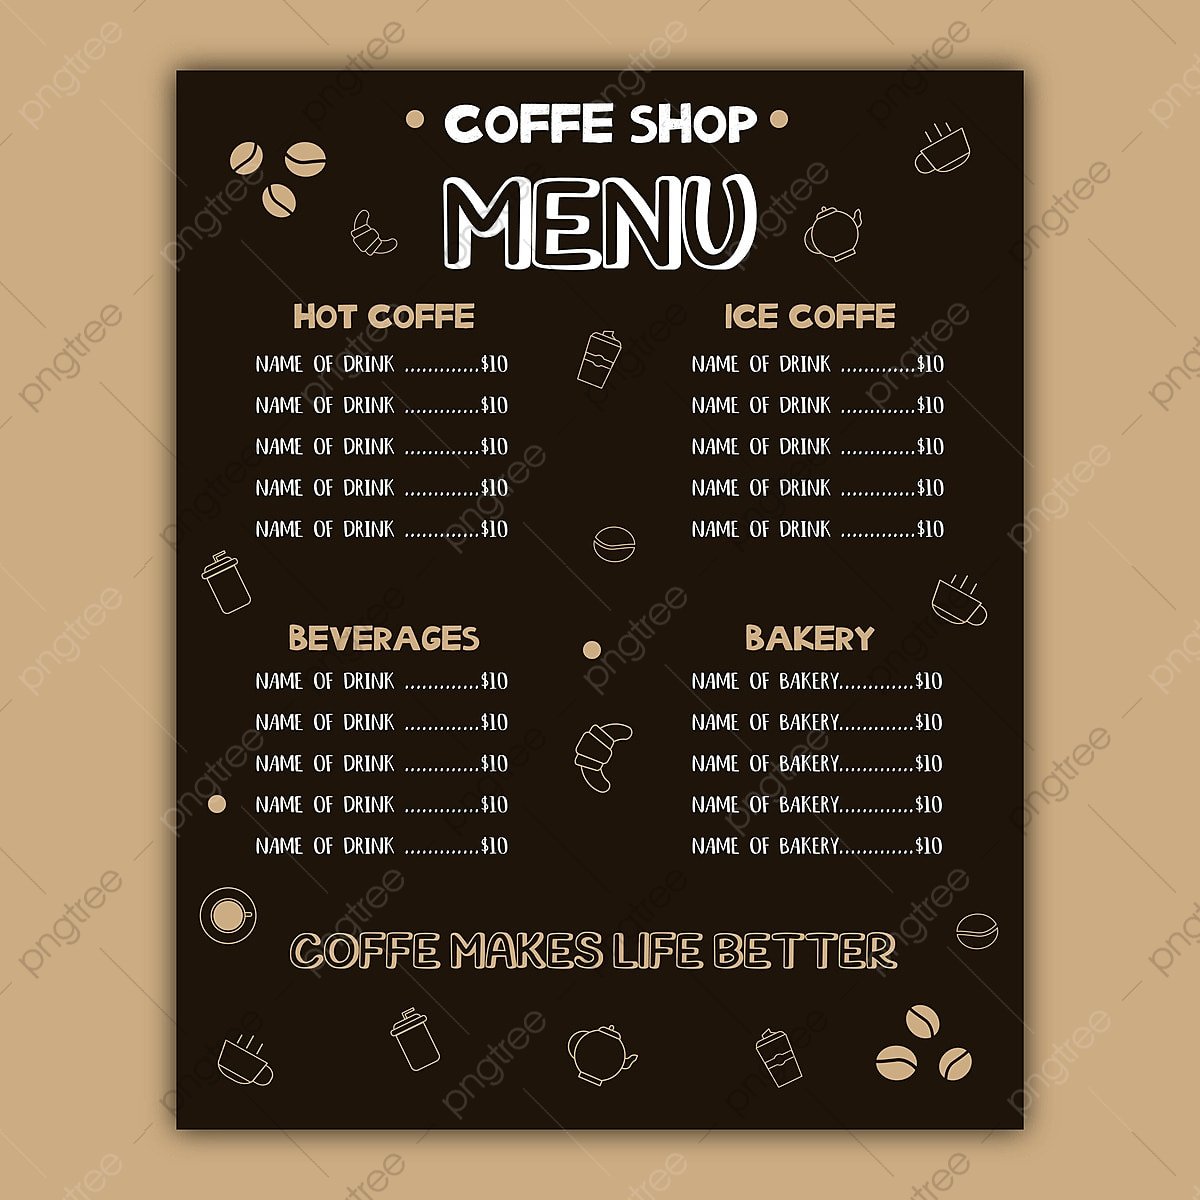 COFFE SHOP
MENU
HOT COFFE
NAME OF DRINK .............$10
NAME OF DRINK .............$10
NAME OF DRINK .............$10
NAME OF DRINK .............$10
NAME OF DRINK .............$10
ICE COFFE
NAME OF DRINK .............$10
NAME OF DRINK .............$10
NAME OF DRINK .............$10
NAME OF DRINK .............$10
NAME OF DRINK .............$10
BEVERAGES
NAME OF DRINK .............$10
NAME OF DRINK .............$10
NAME OF DRINK .............$10
NAME OF DRINK .............$10
NAME OF DRINK .............$10
BAKERY
NAME OF BAKERY.............$10
NAME OF BAKERY.............$10
NAME OF BAKERY.............$10
NAME OF BAKERY.............$10
NAME OF BAKERY.............$10
COFFE MAKES LIFE BETTER
pngtree